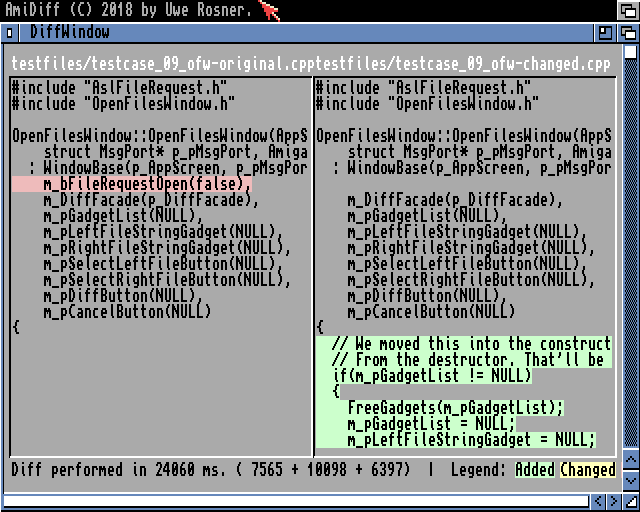 AmiDiff (C) 2018 by Uwe Rosner.
DiffWindow
testfiles/testcase_09_ofw-original.cpp
#include "AslFileRequest.h"
#include "OpenFilesWindow.h"
OpenFilesWindow::OpenFilesWindow(AppS
struct MsgPort* p_pMsgPort, Amiga
: WindowBase(p_AppScreen, p_pMsgPor
m_bFileRequestOpen(false),
m_DiffFacade(p_DiffFacade),
m_pGadgetList(NULL),
m_pLeftFileStringGadget(NULL),
m_pRightFileStringGadget(NULL),
m_pSelectLeftFileButton(NULL),
m_pSelectRightFileButton(NULL),
m_pDiffButton(NULL),
m_pCancelButton(NULL)
{
testfiles/testcase_09_ofw-changed.cpp
#include "AslFileRequest.h"
#include "OpenFilesWindow.h"
OpenFilesWindow::OpenFilesWindow(AppS
struct MsgPort* p_pMsgPort, Amiga
: WindowBase(p_AppScreen, p_pMsgPor
m_DiffFacade(p_DiffFacade),
m_pGadgetList(NULL),
m_pLeftFileStringGadget(NULL),
m_pRightFileStringGadget(NULL),
m_pSelectLeftFileButton(NULL),
m_pSelectRightFileButton(NULL),
m_pDiffButton(NULL),
m_pCancelButton(NULL)
{
// We moved this into the construct
// From the destructor. That'll be
if(m_pGadgetList != NULL)
{
FreeGadgets(m_pGadgetList);
m_pGadgetList = NULL;
m_pLeftFileStringGadget = NULL;
Diff performed in 24060 ms. ( 7565 + 10098 + 6397) | Legend: Added Changed